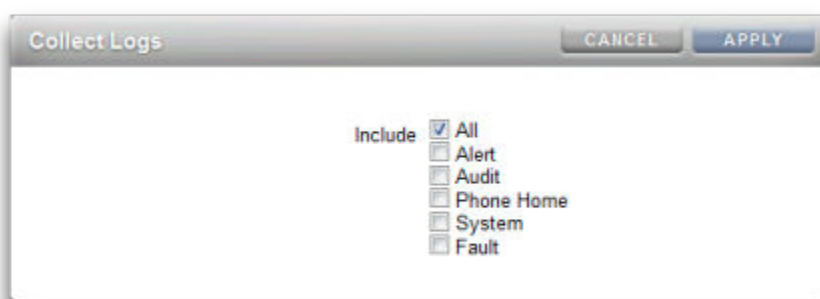 Collect Logs CANCEL APPLY
Include All
Alert
Audit
Phone Home
System
Fault